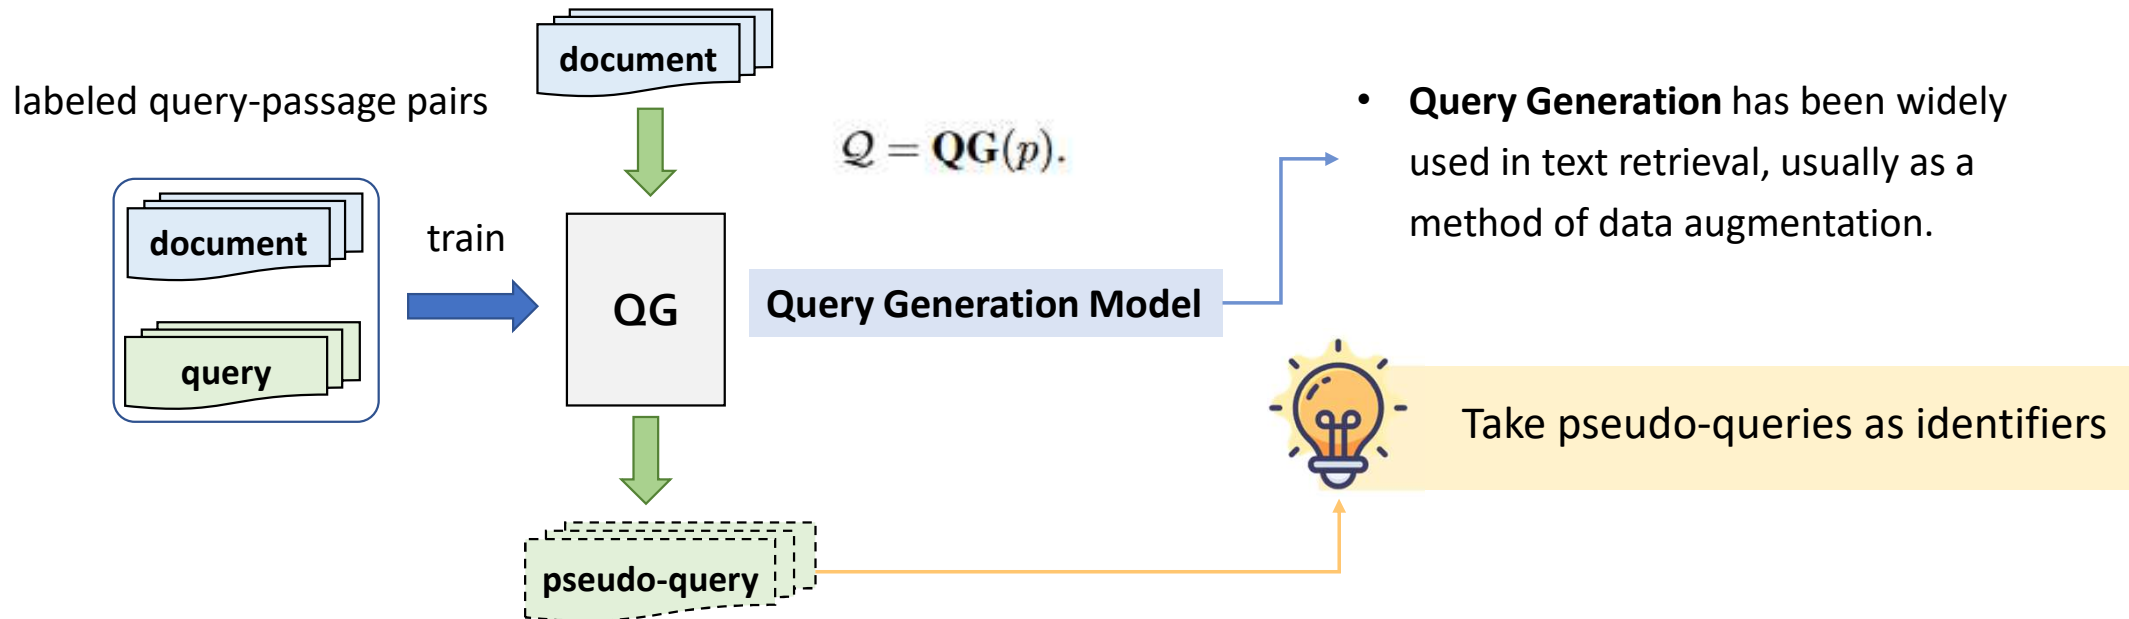 document
labeled query-passage pairs
𝒬 = QG(p).
document
train
query
QG
Query Generation Model
pseudo-query
• Query Generation has been widely
used in text retrieval, usually as a
method of data augmentation.
Take pseudo-queries as identifiers